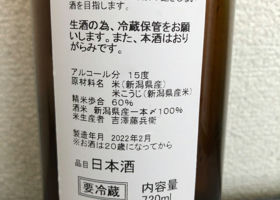 酒を目指します。
生酒の為、冷蔵保管をお
願いします。また、本酒はおり
がらみです。
アルコール分　15度
原材料名　米(新潟県産)
米こうじ(新潟県産米)
精米歩合　60%
酒米　新潟県産一本〆100%
米生産者　吉澤藤兵衛
製造年月　2022年2月
※お酒は20歳になってから
品目 日本酒
要冷蔵　内容量
720ml